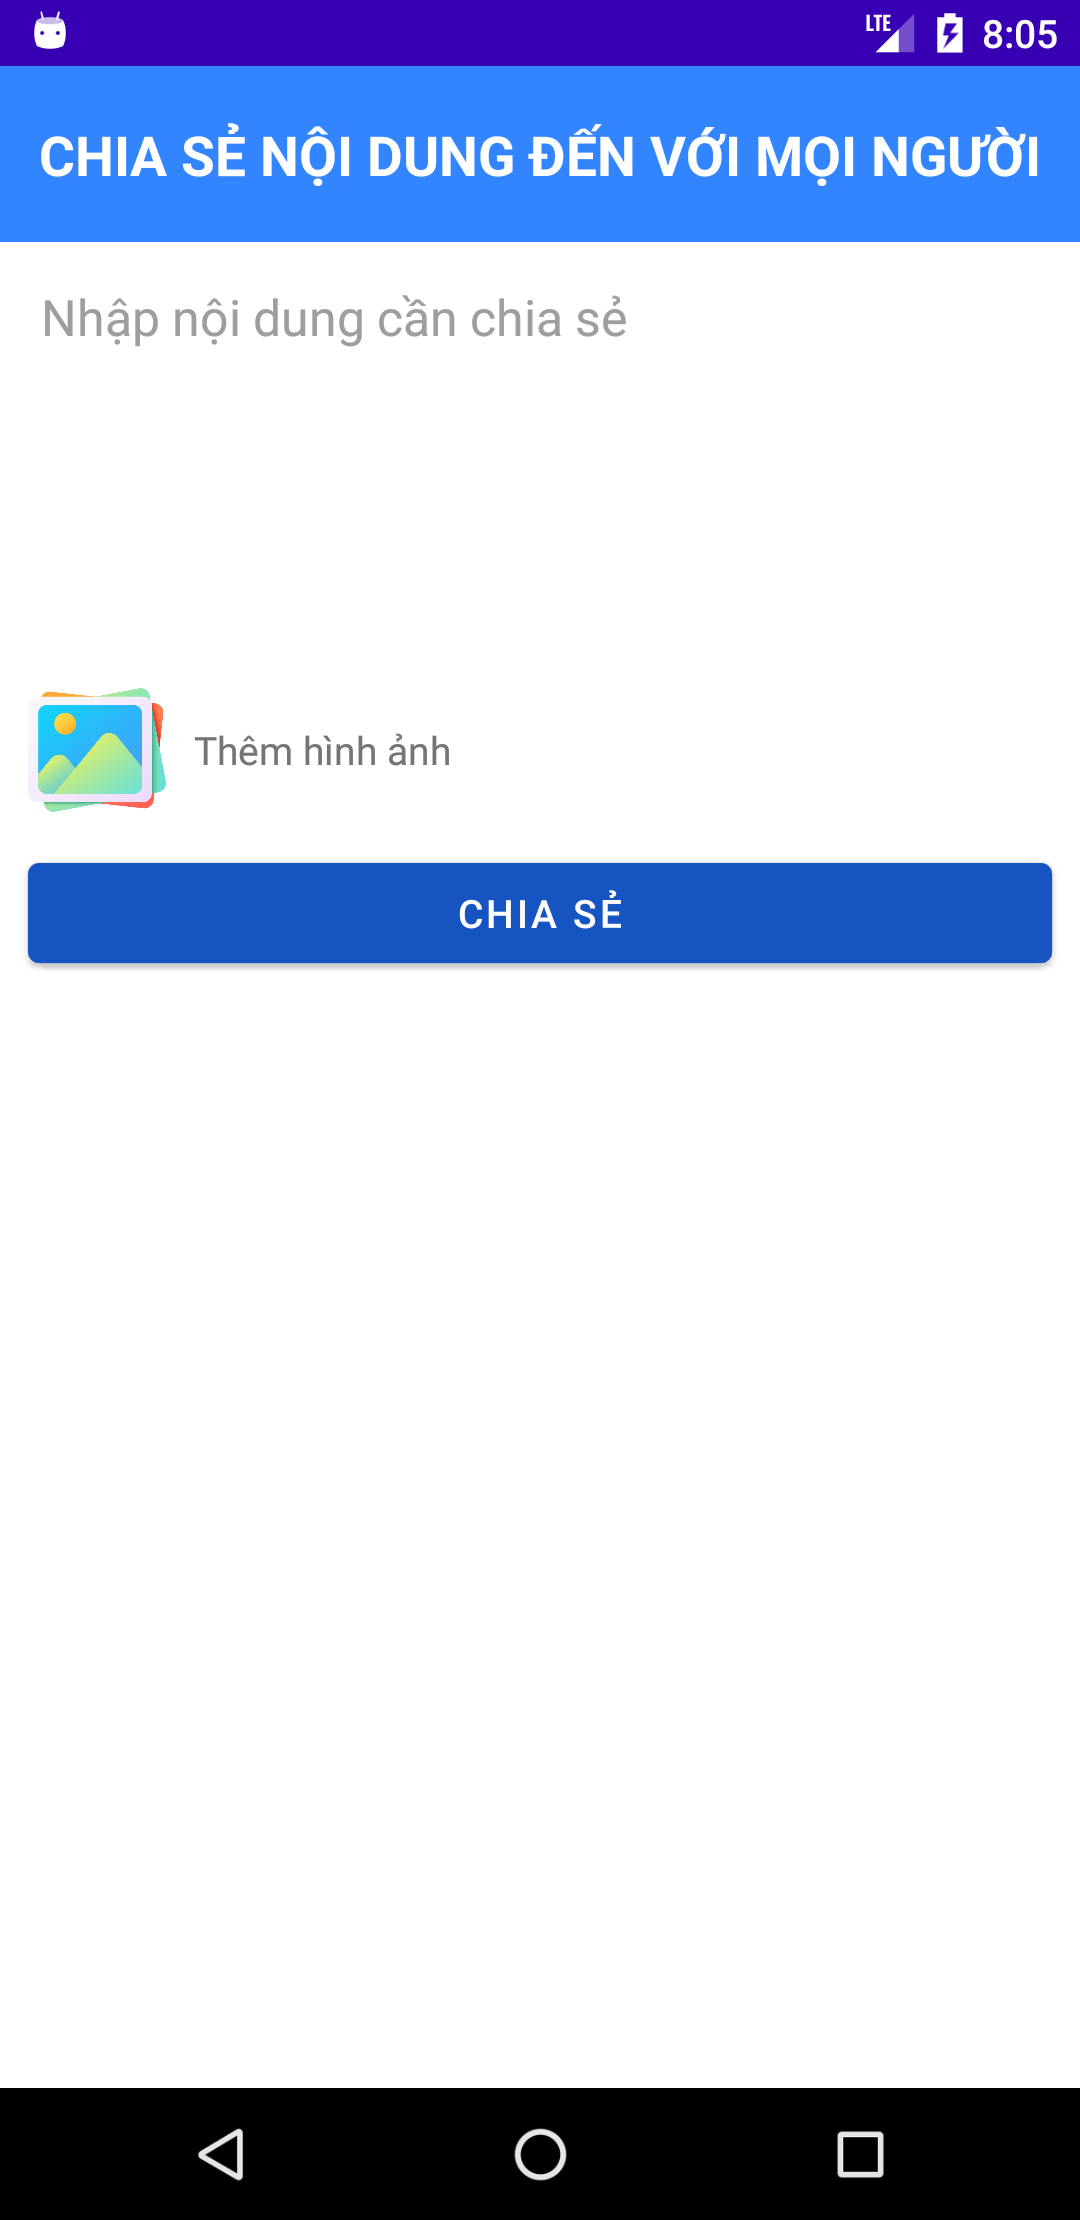 LTE 8:05
CHIA SẺ NỘI DUNG ĐẾN VỚI MỌI NGƯỜI
Nhập nội dung cần chia sẻ
Thêm hình ảnh
CHIA SẺ